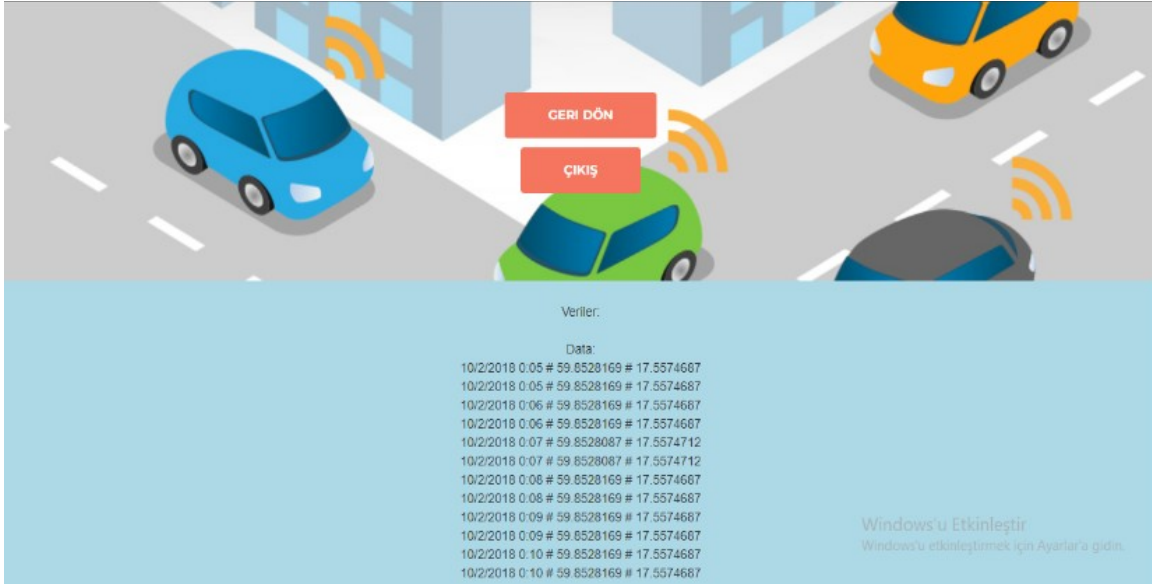 GERI DÖN
ÇIKIŞ
Veriler:
Data:
10/2/2018 0:05 # 59.8528169 # 17.5574687
10/2/2018 0:05 # 59.8528169 # 17.5574687
10/2/2018 0:06 # 59.8528169 # 17.5574687
10/2/2018 0:06 # 59.8528169 # 17.5574687
10/2/2018 0:07 # 59.8528087 # 17.5574712
10/2/2018 0:07 # 59.8528087 # 17.5574712
10/2/2018 0:08 # 59.8528169 # 17.5574687
10/2/2018 0:08 # 59.8528169 # 17.5574687
10/2/2018 0:09 # 59.8528169 # 17.5574687
10/2/2018 0:09 # 59.8528169 # 17.5574687
10/2/2018 0:10 # 59.8528169 # 17.5574687
10/2/2018 0:10 # 59.8528169 # 17.5574687
Windows'u Etkinleştir
Windows'u etkinleştirmek için Ayarlar'a gidin.